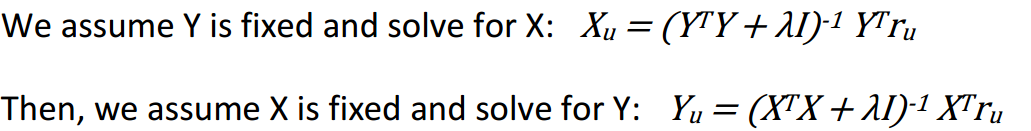 We assume Y is fixed and solve for X: Xᵤ = (YᵀY + λI)⁻¹ Yᵀrᵤ
Then, we assume X is fixed and solve for Y: Yᵤ = (XᵀX + λI)⁻¹ Xᵀrᵤ